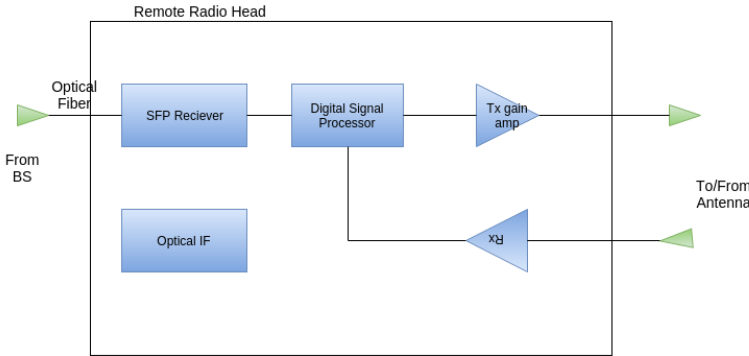 Remote Radio Head
Optical
Fiber
SFP Reciever
Digital Signal
Processor
Tx gain
amp
From
BS
To/From
Antenna
Optical IF
Rx